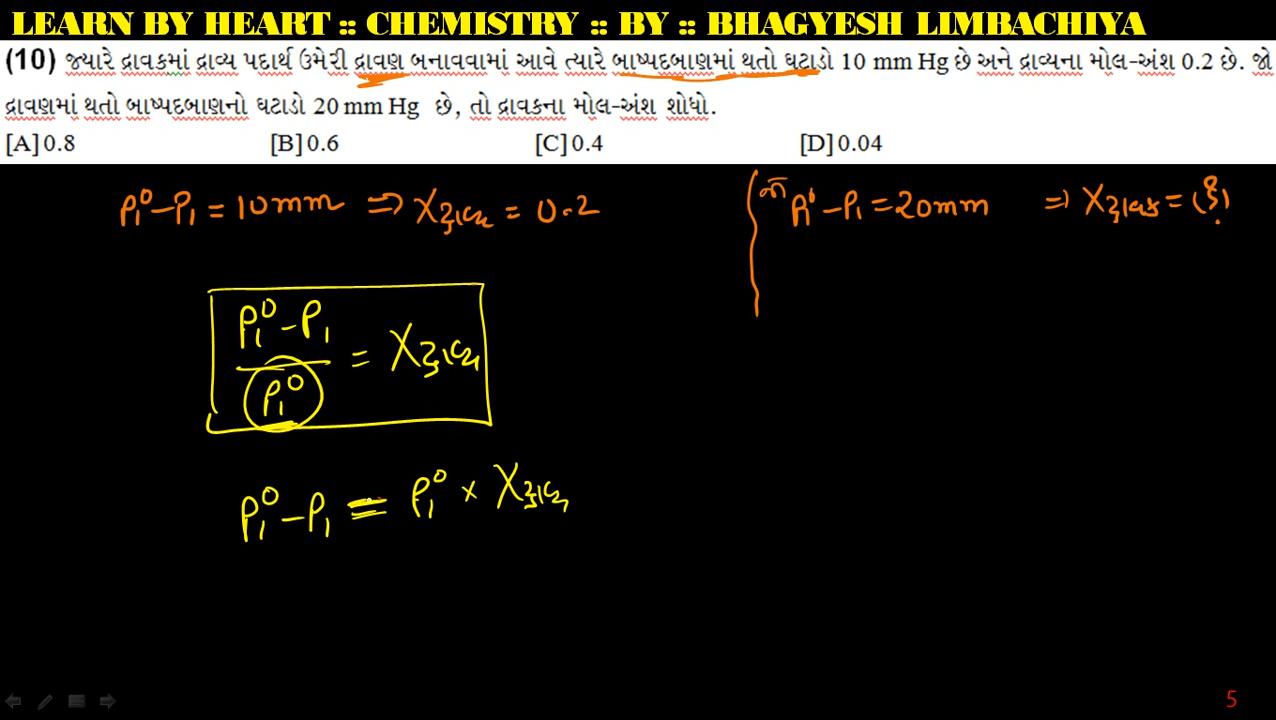 LEARN BY HEART :: CHEMISTRY :: BY :: BHAGYESH LIMBACHIYA
(10) જ્યારે દ્રાવકમાં દ્રાવ્ય પદાર્થ ઉમેરી દ્રાવણ બનાવવામાં આવે ત્યારે બાષ્પદબાણમાં થતો ઘટાડો 10 mm Hg છે અને દ્રાવ્યના મોલ-અંશ 0.2 છે. જો
દ્રાવણમાં થતો બાષ્પદબાણનો ઘટાડો 20 mm Hg છે, તો દ્રાવકના મોલ-અંશ શોધો.
[A] 0.8 [B] 0.6 [C] 0.4 [D] 0.04
P₁⁰ - P₁ = 10 mm ⇒ X દ્રાવ્ય = 0.2
જો P₁⁰ - P₁ = 20 mm ⇒ X દ્રાવક = (?)
P₁⁰ - P₁
P₁⁰
= X દ્રાવ્ય
P₁⁰ - P₁ = P₁⁰ × X દ્રાવ્ય
5